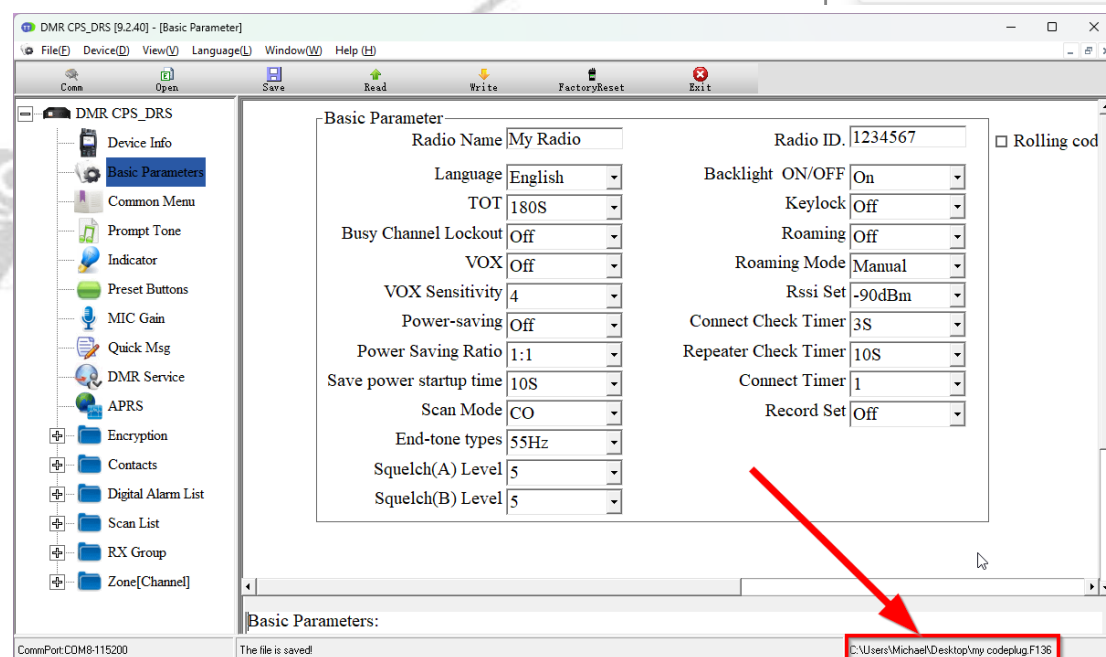 DMR CPS_DRS [9.2.40] - [Basic Parameter]
File(F) Device(D) View(V) Language(L) Window(W) Help (H)
Comm Open Save Read Write FactoryReset Exit
DMR CPS_DRS
Device Info
Basic Parameters
Common Menu
Prompt Tone
Indicator
Preset Buttons
MIC Gain
Quick Msg
DMR Service
APRS
Encryption
Contacts
Digital Alarm List
Scan List
RX Group
Zone[Channel]
Basic Parameter
Radio Name My Radio
Language English
TOT 180S
Busy Channel Lockout Off
VOX Off
VOX Sensitivity 4
Power-saving Off
Power Saving Ratio 1:1
Save power startup time 10S
Scan Mode CO
End-tone types 55Hz
Squelch(A) Level 5
Squelch(B) Level 5
Radio ID. 1234567
Backlight ON/OFF On
Keylock Off
Roaming Off
Roaming Mode Manual
Rssi Set -90dBm
Connect Check Timer 3S
Repeater Check Timer 10S
Connect Timer 1
Record Set Off
Rolling cod
Basic Parameters:
CommPort:COM8-115200 The file is saved! C:\Users\Michael\Desktop\my codeplug.F136